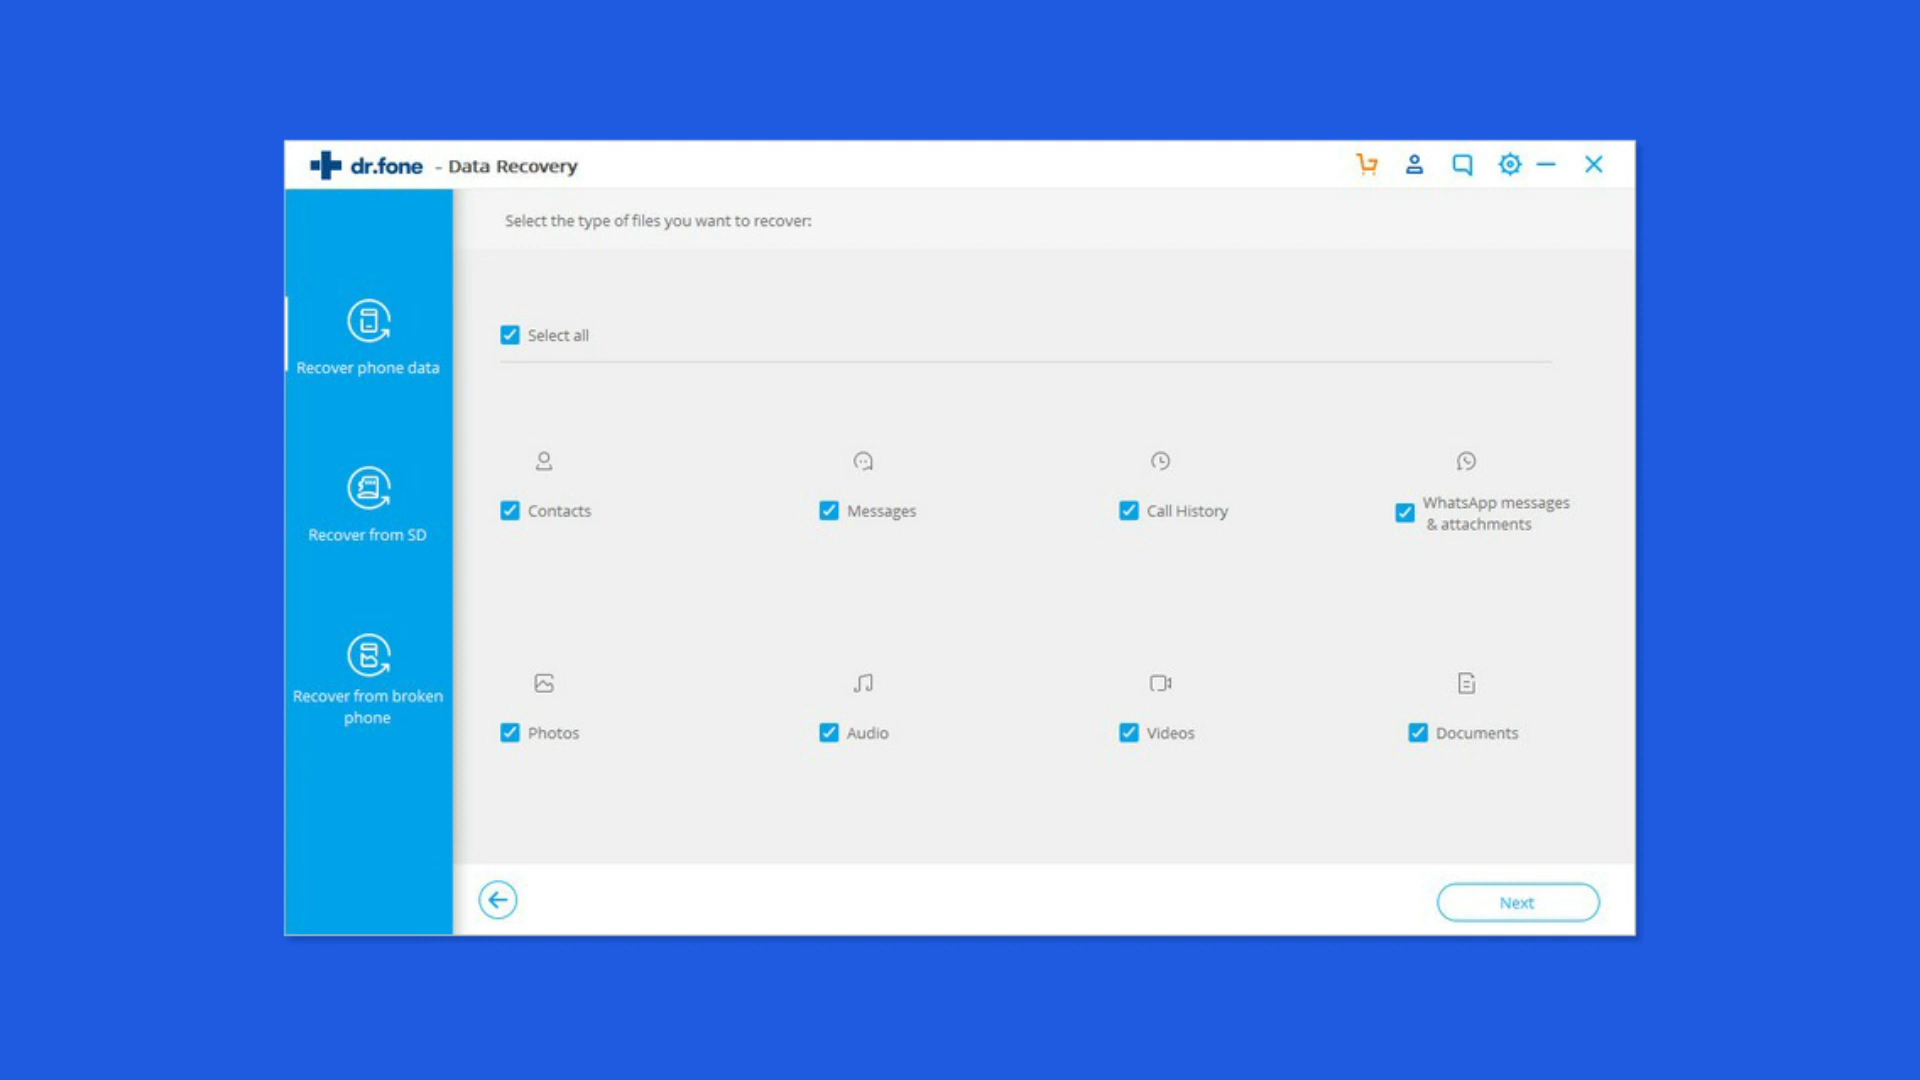 dr.fone - Data Recovery
Select the type of files you want to recover:
Recover phone data
Recover from SD
Recover from broken
phone
Select all
Contacts
Messages
Call History
WhatsApp messages
& attachments
Photos
Audio
Videos
Documents
Next